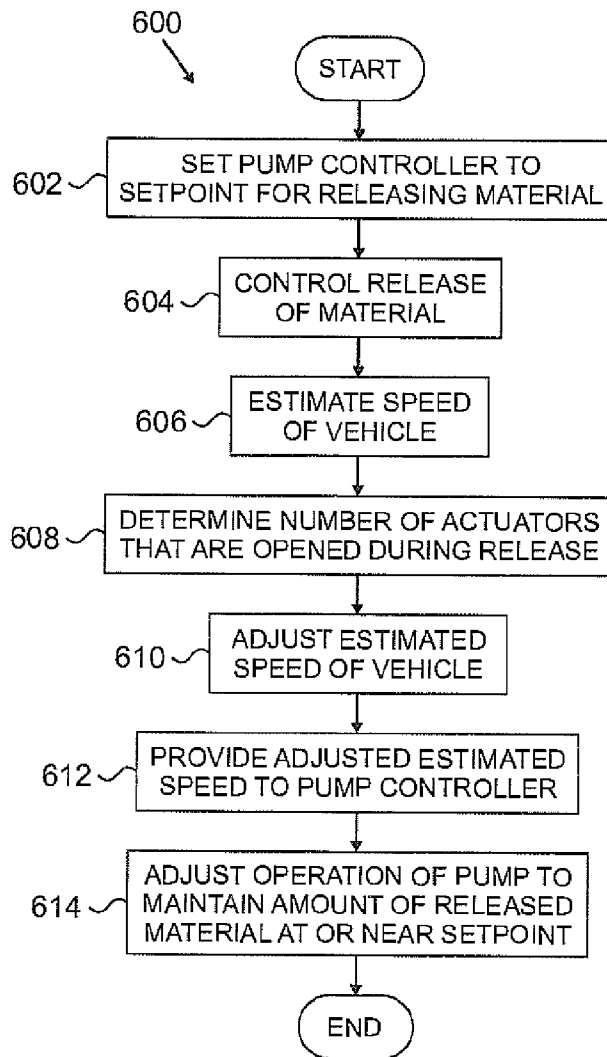 600
START
602
SET PUMP CONTROLLER TO
SETPOINT FOR RELEASING MATERIAL
604
CONTROL RELEASE
OF MATERIAL
606
ESTIMATE SPEED
OF VEHICLE
608
DETERMINE NUMBER OF ACTUATORS
THAT ARE OPENED DURING RELEASE
610
ADJUST ESTIMATED
SPEED OF VEHICLE
612
PROVIDE ADJUSTED ESTIMATED
SPEED TO PUMP CONTROLLER
614
ADJUST OPERATION OF PUMP TO
MAINTAIN AMOUNT OF RELEASED
MATERIAL AT OR NEAR SETPOINT
END